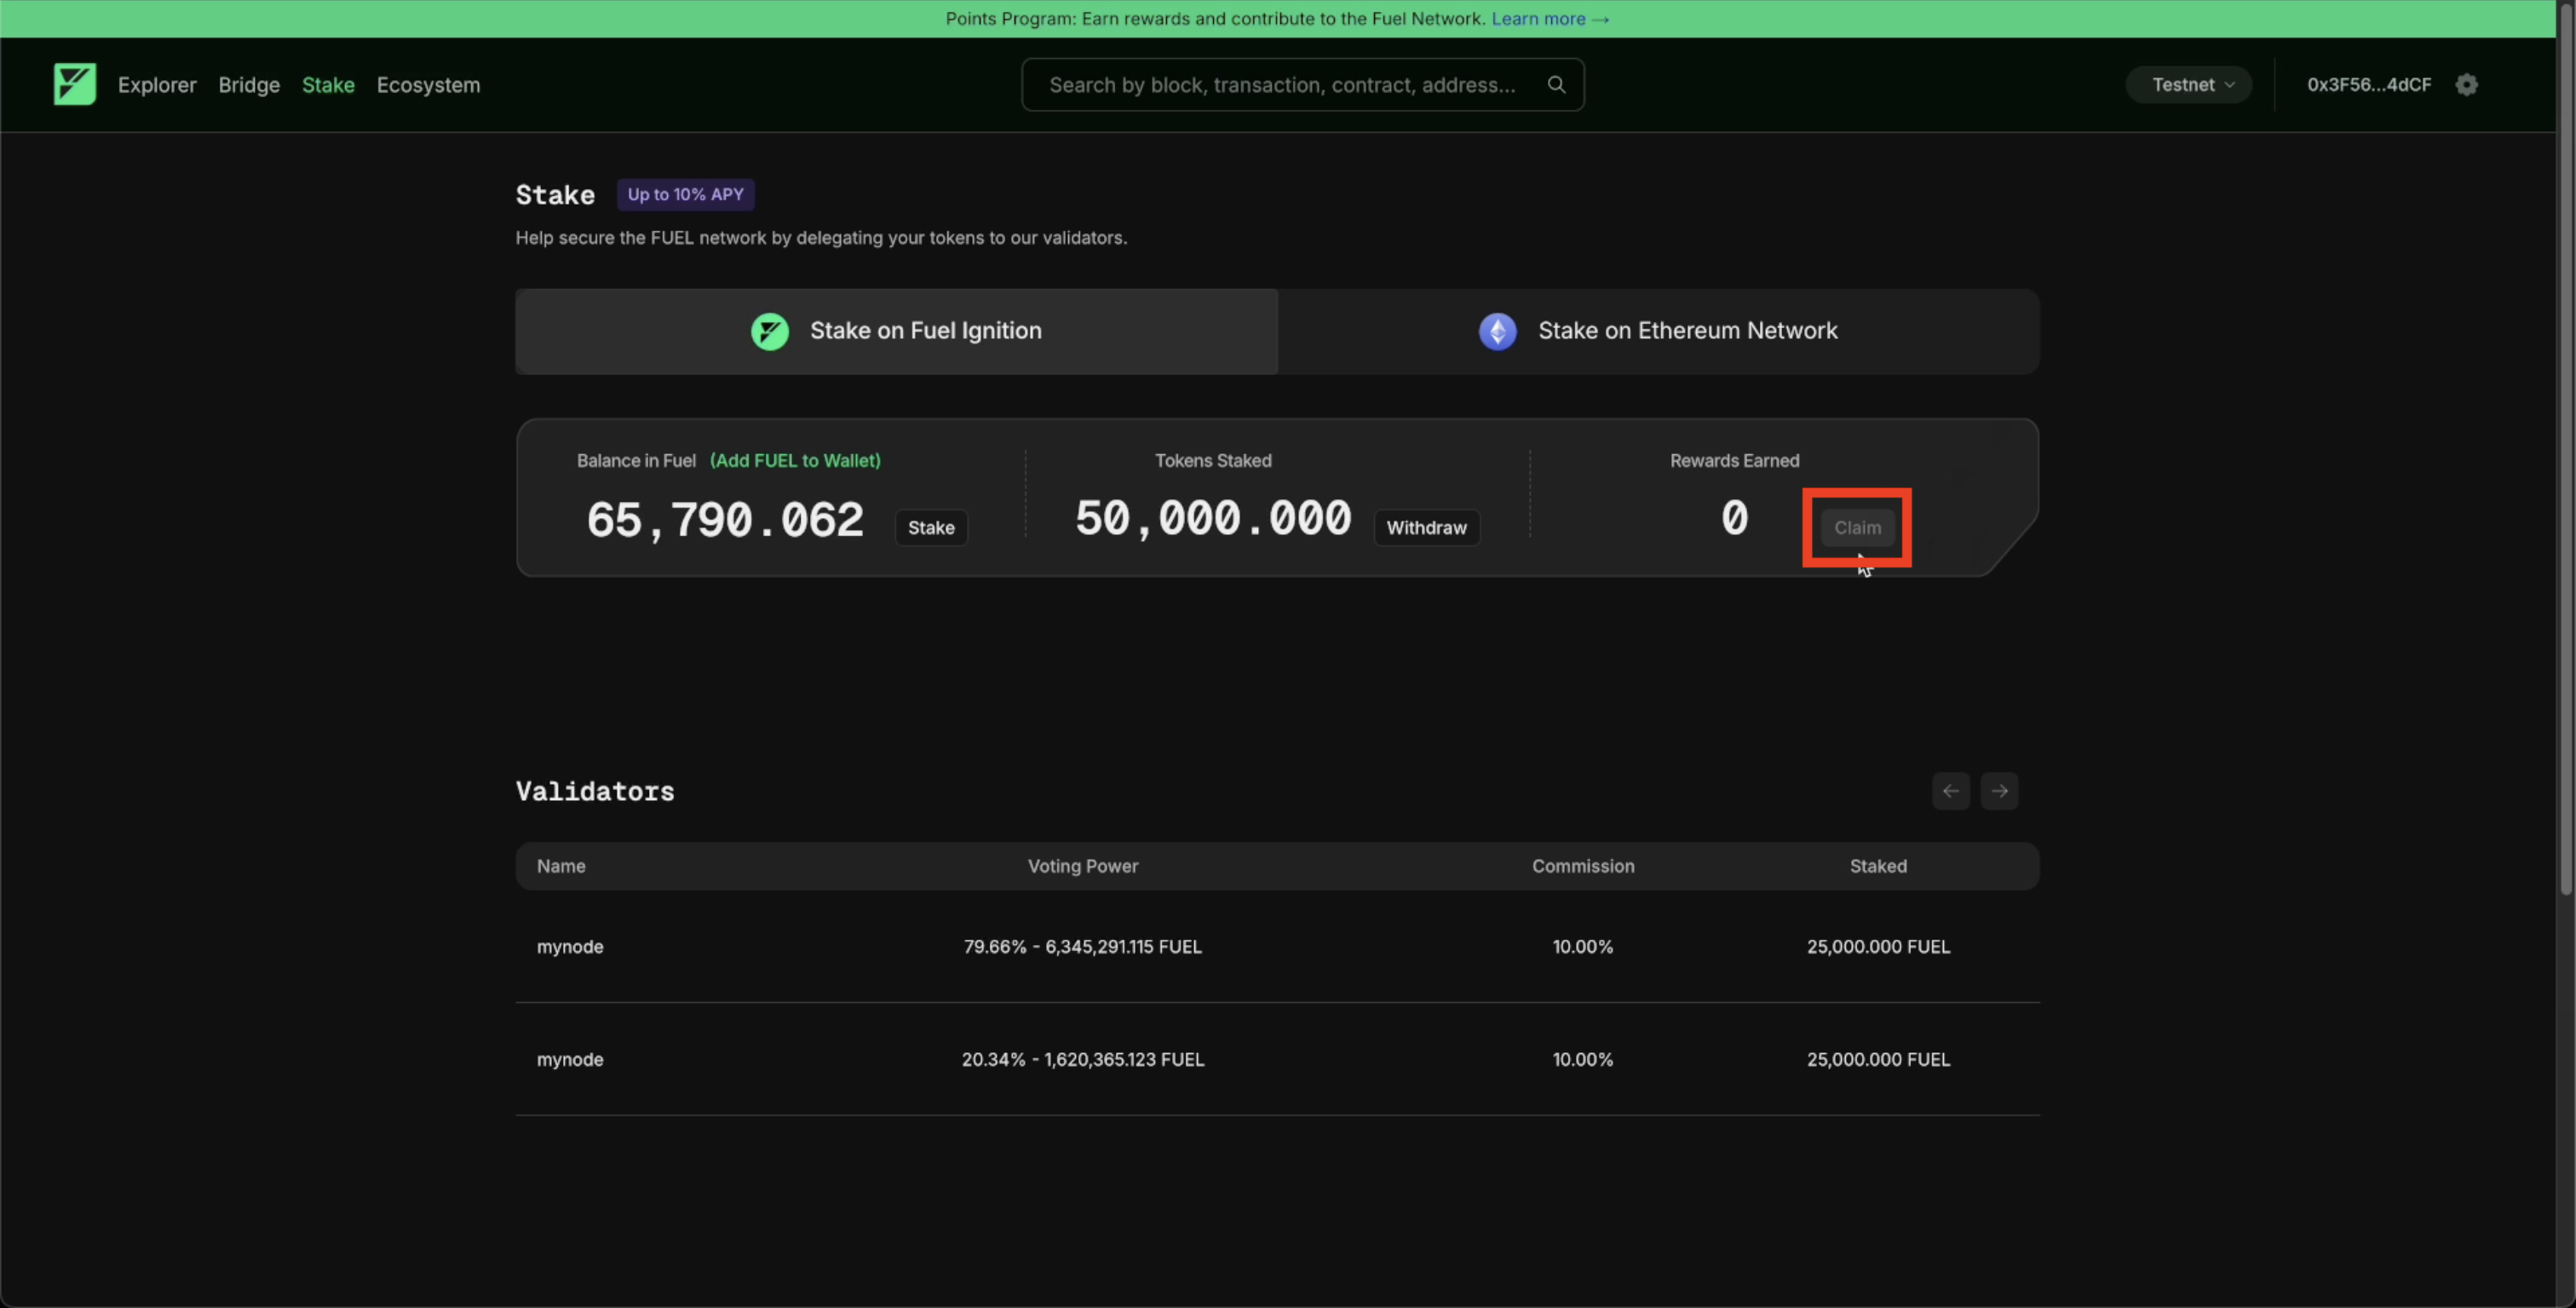 Points Program: Earn rewards and contribute to the Fuel Network. Learn more →
Explorer Bridge Stake Ecosystem
Search by block, transaction, contract, address...
Testnet
0x3F56...4dCF
Stake
Up to 10% APY
Help secure the FUEL network by delegating your tokens to our validators.
Stake on Fuel Ignition
Stake on Ethereum Network
Balance in Fuel (Add FUEL to Wallet)
65,790.062 Stake
Tokens Staked
50,000.000 Withdraw
Rewards Earned
0 Claim
Validators
← →
Name Voting Power Commission Staked
mynode 79.66% - 6,345,291.115 FUEL 10.00% 25,000.000 FUEL
mynode 20.34% - 1,620,365.123 FUEL 10.00% 25,000.000 FUEL